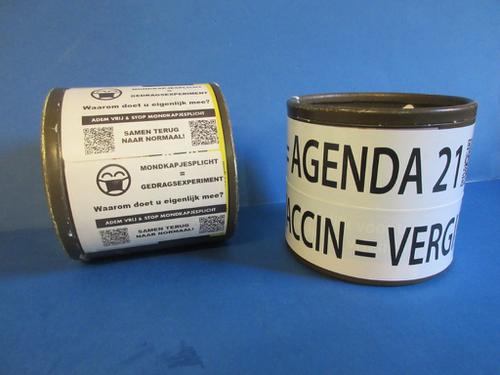 MONDKAPJESPLICHT
=
GEDRAGSEXPERIMENT
Waarom doet u eigenlijk mee?
ADEM VRIJ & STOP MONDKAPJESPLICHT
SAMEN TERUG
NAAR NORMAAL!
MONDKAPJESPLICHT
=
GEDRAGSEXPERIMENT
Waarom doet u eigenlijk mee?
ADEM VRIJ & STOP MONDKAPJESPLICHT
SAMEN TERUG
NAAR NORMAAL!
AGENDA 21
ACCIN = VERG